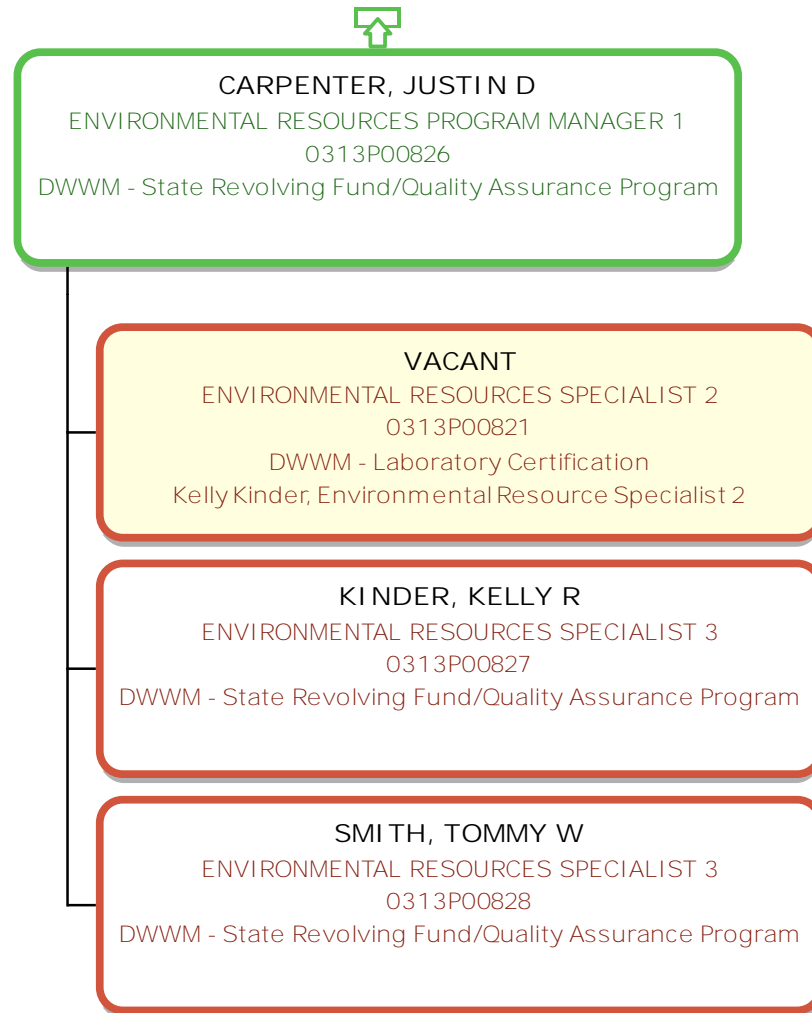 CARPENTER, JUSTIN D
ENVIRONMENTAL RESOURCES PROGRAM MANAGER 1
0313P00826
DWWM - State Revolving Fund/Quality Assurance Program
VACANT
ENVIRONMENTAL RESOURCES SPECIALIST 2
0313P00821
DWWM - Laboratory Certification
Kelly Kinder, Environmental Resource Specialist 2
KINDER, KELLY R
ENVIRONMENTAL RESOURCES SPECIALIST 3
0313P00827
DWWM - State Revolving Fund/Quality Assurance Program
SMITH, TOMMY W
ENVIRONMENTAL RESOURCES SPECIALIST 3
0313P00828
DWWM - State Revolving Fund/Quality Assurance Program